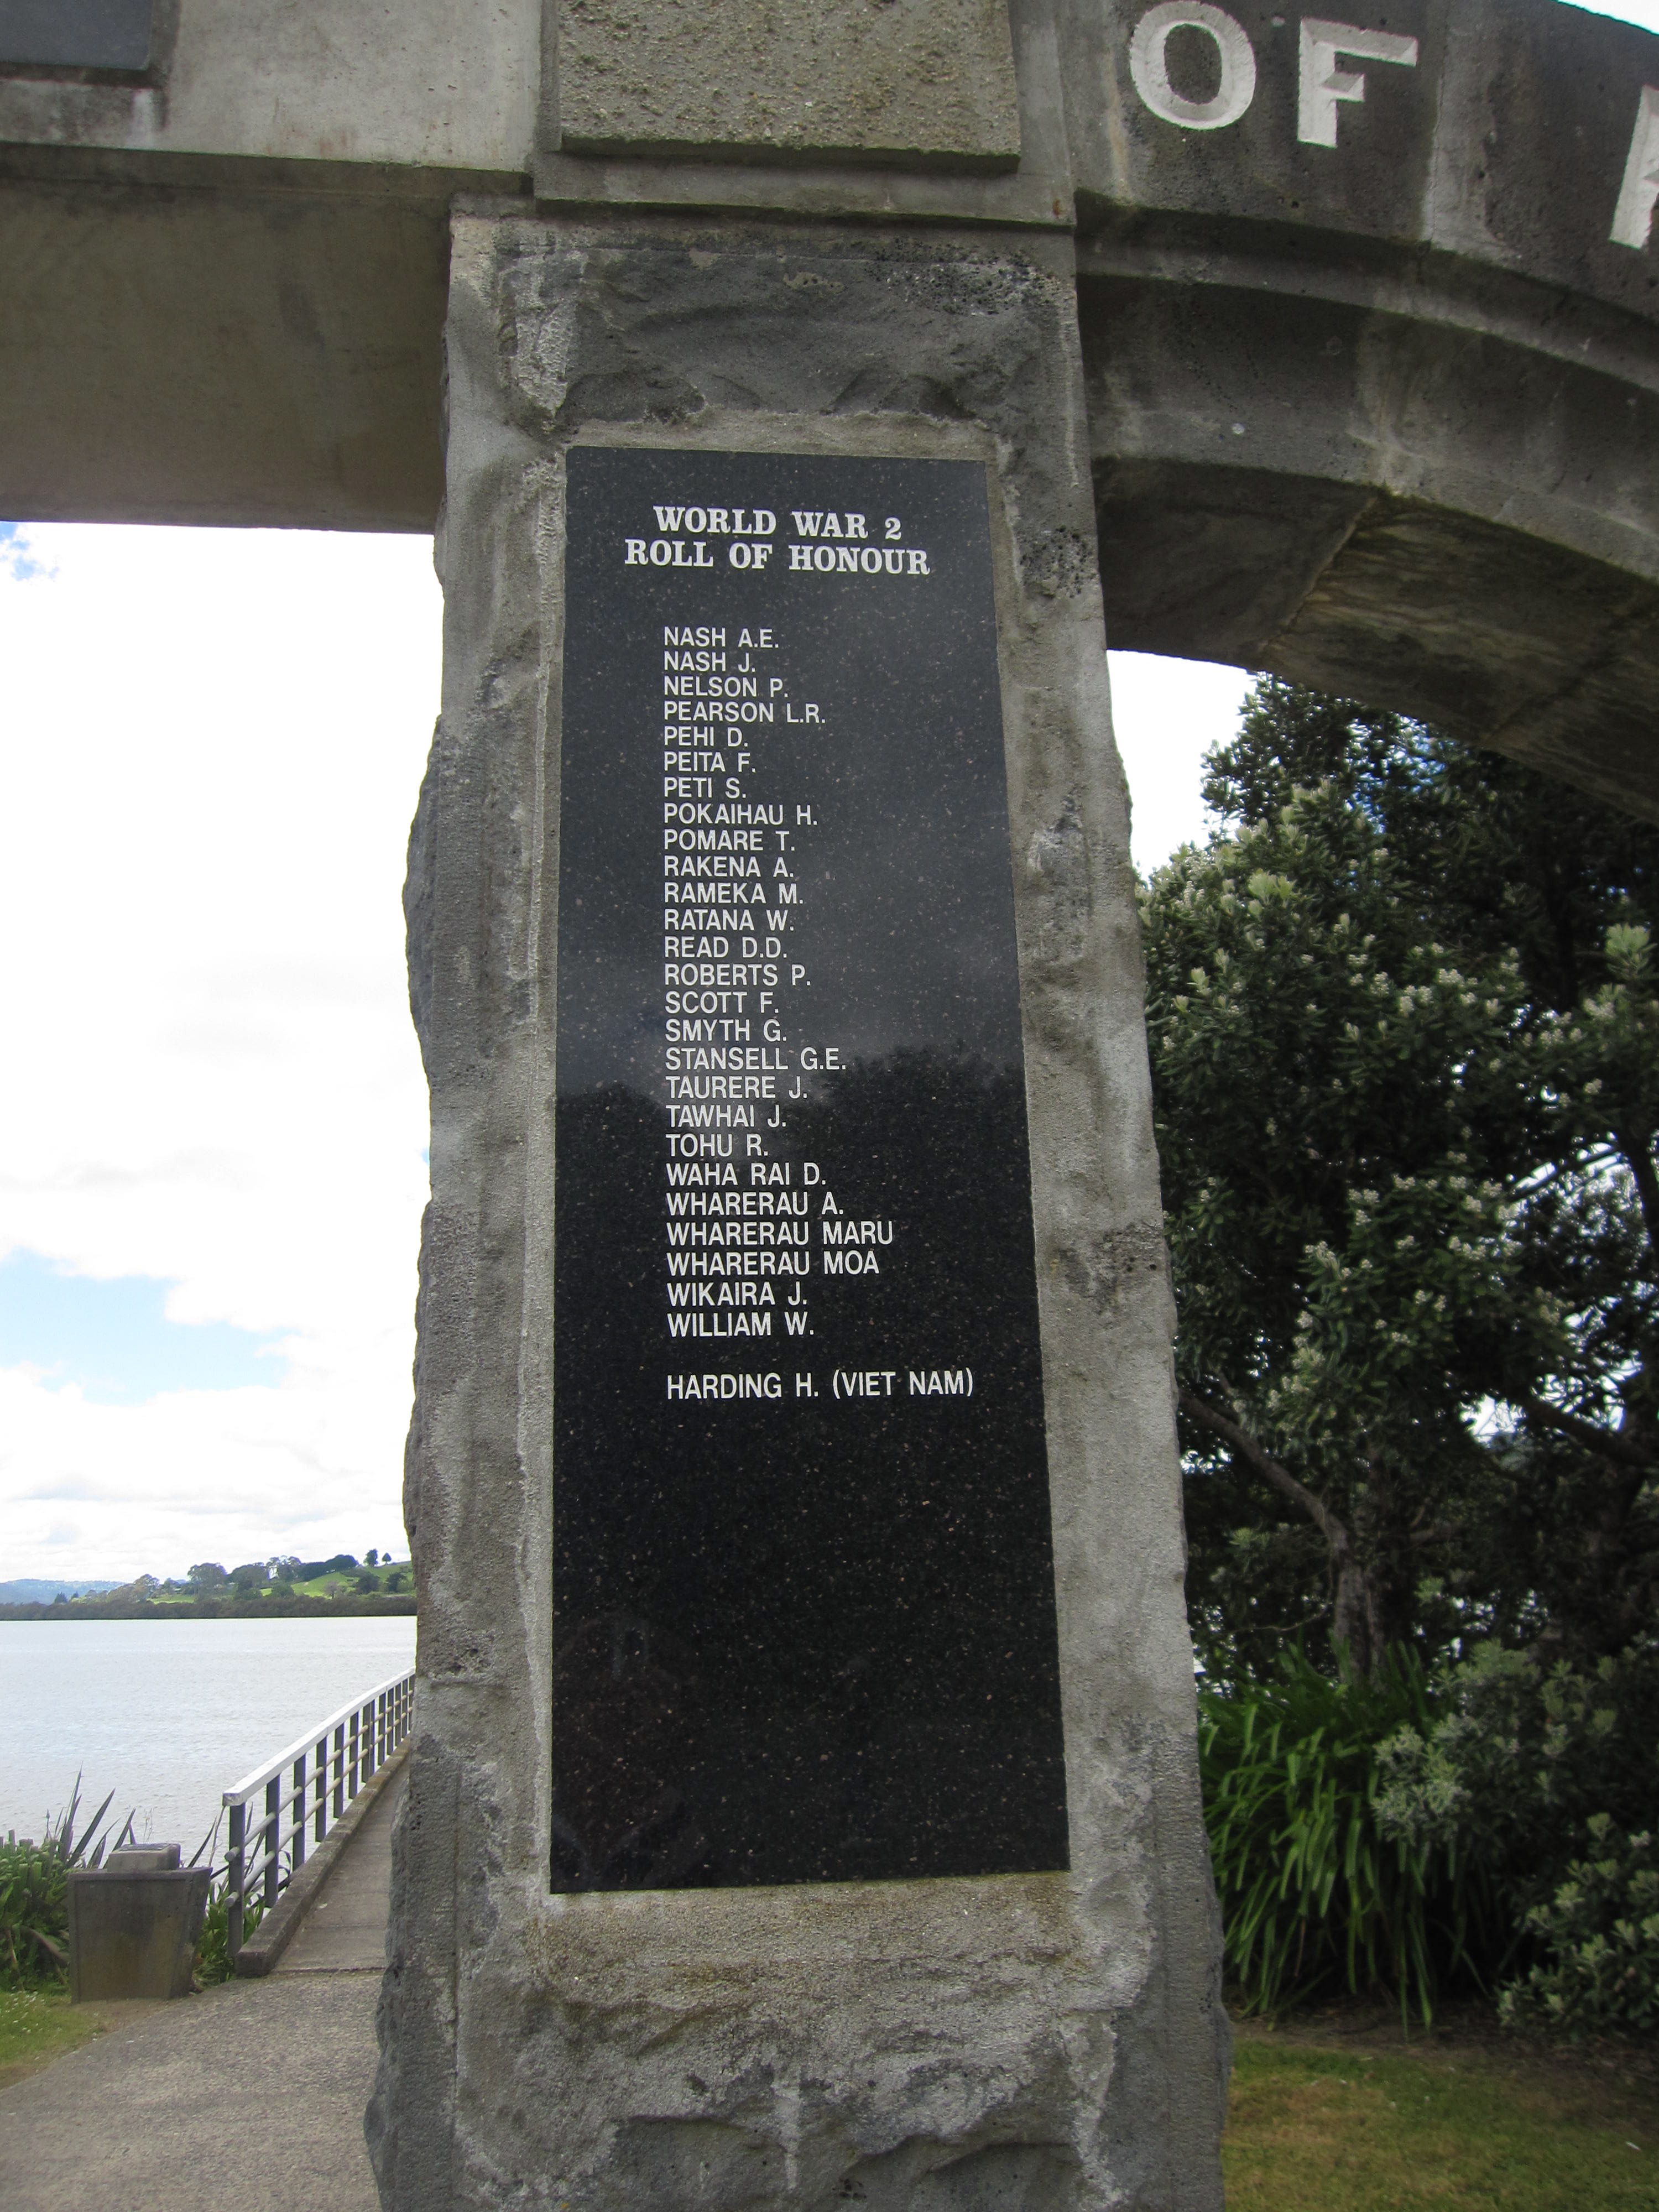 OF
WORLD WAR 2
ROLL OF HONOUR
NASH A.E.
NASH J.
NELSON P.
PEARSON L.R.
PEHI D.
PEITA F.
PETI S.
POKAIHAU H.
POMARE T.
RAKENA A.
RAMEKA M.
RATANA W.
READ D.D.
ROBERTS P.
SCOTT F.
SMYTH G.
STANSELL G.E.
TAURERE J.
TAWHAI J.
TOHU R.
WAHA RAI D.
WHARERAU A.
WHARERAU MARU
WHARERAU MOA
WIKAIRA J.
WILLIAM W.
HARDING H. (VIET NAM)